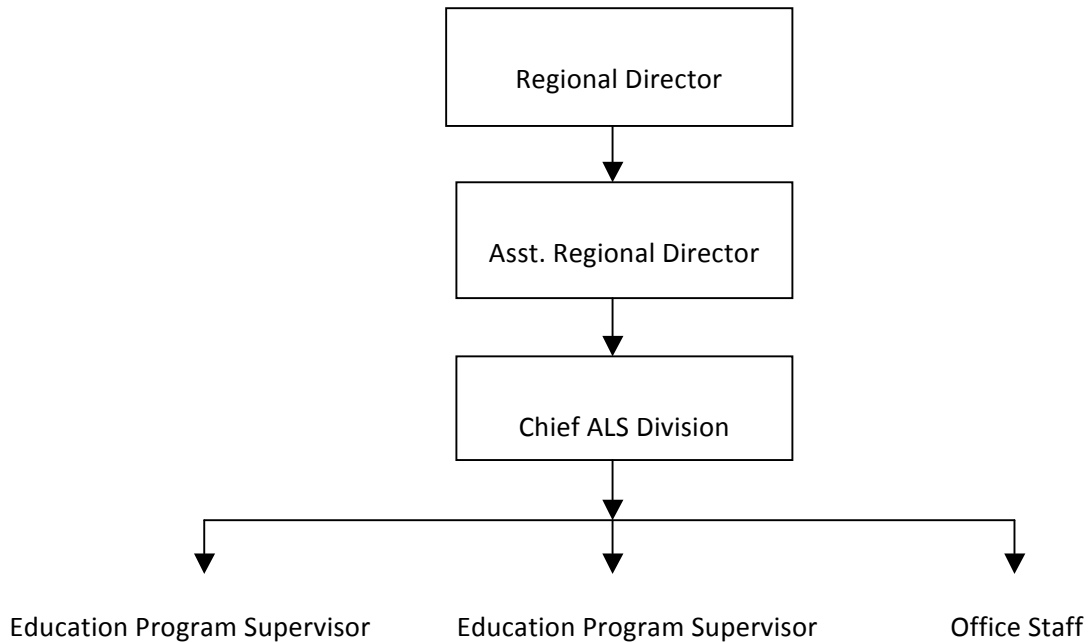 Regional Director
Asst. Regional Director
Chief ALS Division
Education Program Supervisor
Education Program Supervisor
Office Staff